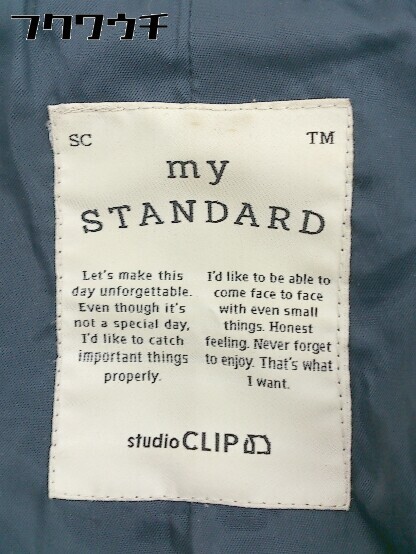 フクワウチ
SC
TM
my
STANDARD
Let's make this
day unforgettable.
Even though it's
not a special day,
I'd like to catch
important things
properly.
I'd like to be able to
come face to face
with even small
things. Honest
feeling. Never forget
to enjoy. That's what
I want.
studio CLIP